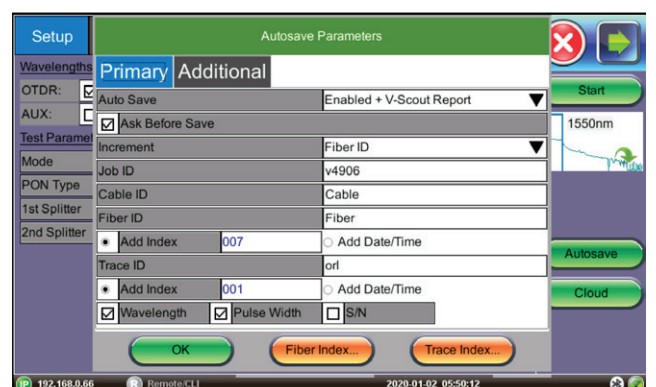 Setup
Autosave Parameters
Wavelengths
Primary Additional
OTDR:
Auto Save Enabled + V-Scout Report
Start
AUX:
Ask Before Save
1550nm
Test Paramet
Increment Fiber ID
Mode
Job ID v4906
PON Type
Cable ID Cable
1st Splitter
Fiber ID Fiber
2nd Splitter
Add Index 007 Add Date/Time
Autosave
Trace ID orl
Add Index 001 Add Date/Time
Cloud
Wavelength Pulse Width S/N
OK Fiber Index... Trace Index...
IP 192.168.0.66 R Remote/CLI 2020-01-02 05:50:12